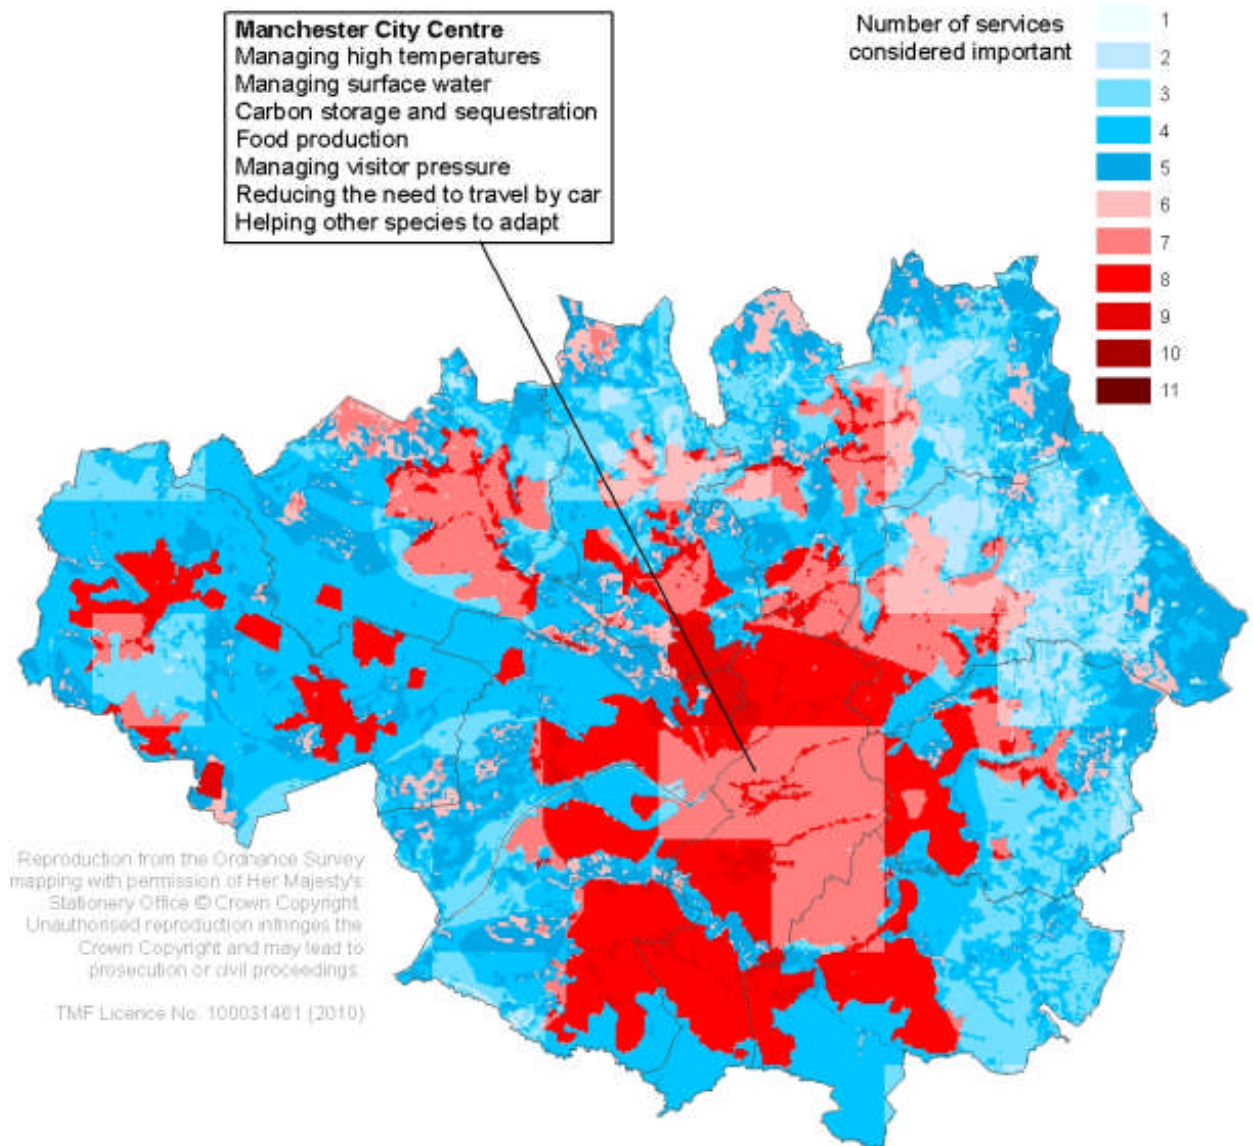 Manchester City Centre
Managing high temperatures
Managing surface water
Carbon storage and sequestration
Food production
Managing visitor pressure
Reducing the need to travel by car
Helping other species to adapt
Number of services
considered important
1
2
3
4
5
6
7
8
9
10
11
Reproduction from the Ordnance Survey
mapping with permission of Her Majesty's
Stationery Office © Crown Copyright.
Unauthorised reproduction infringes the
Crown Copyright and may lead to
prosecution or civil proceedings.
TMF Licence No. 100031461 (2010)